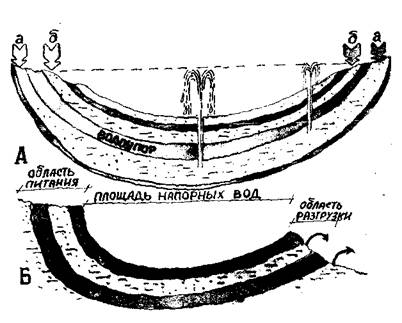 а б б а
ВОДОУПОР
А
ОБЛАСТЬ
ПИТАНИЯ
ПЛОЩАДЬ НАПОРНЫХ ВОД
ОБЛАСТЬ
РАЗГРУЗКИ
Б